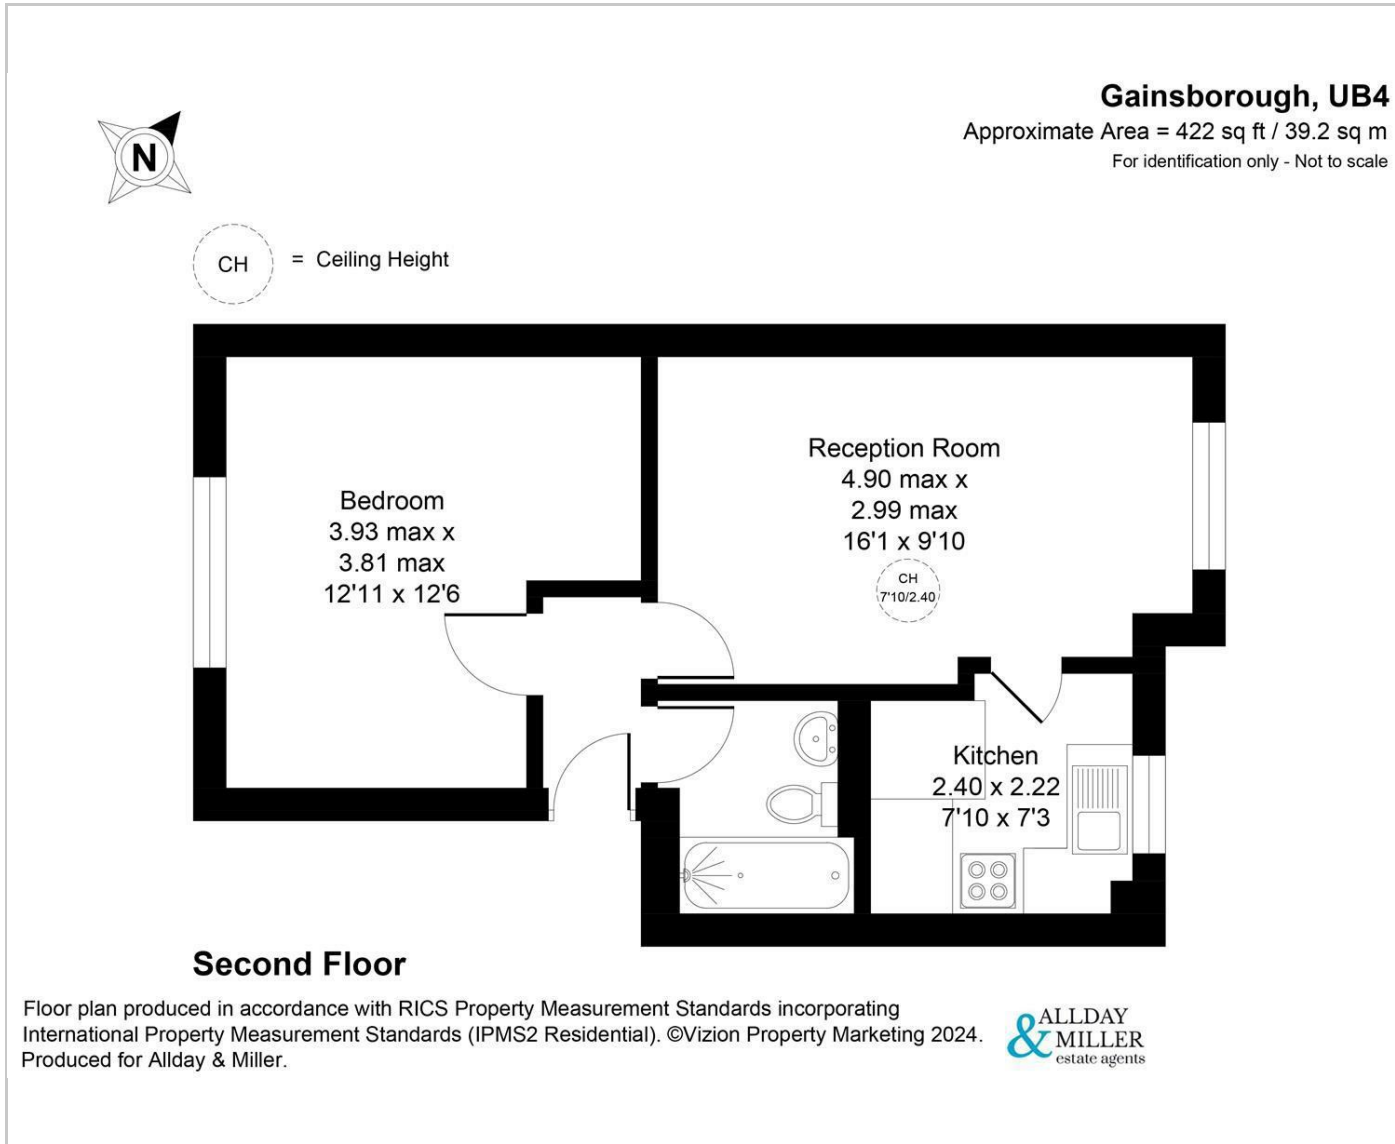 Gainsborough, UB4
Approximate Area = 422 sq ft / 39.2 sq m
For identification only - Not to scale
N
CH
= Ceiling Height
Bedroom
3.93 max x
3.81 max
12'11 x 12'6
Reception Room
4.90 max x
2.99 max
16'1 x 9'10
CH
7'10/2.40
Kitchen
2.40 x 2.22
7'10 x 7'3
Second Floor
Floor plan produced in accordance with RICS Property Measurement Standards incorporating
International Property Measurement Standards (IPMS2 Residential). ©Vizion Property Marketing 2024.
Produced for Allday & Miller.
ALLDAY
& MILLER
estate agents